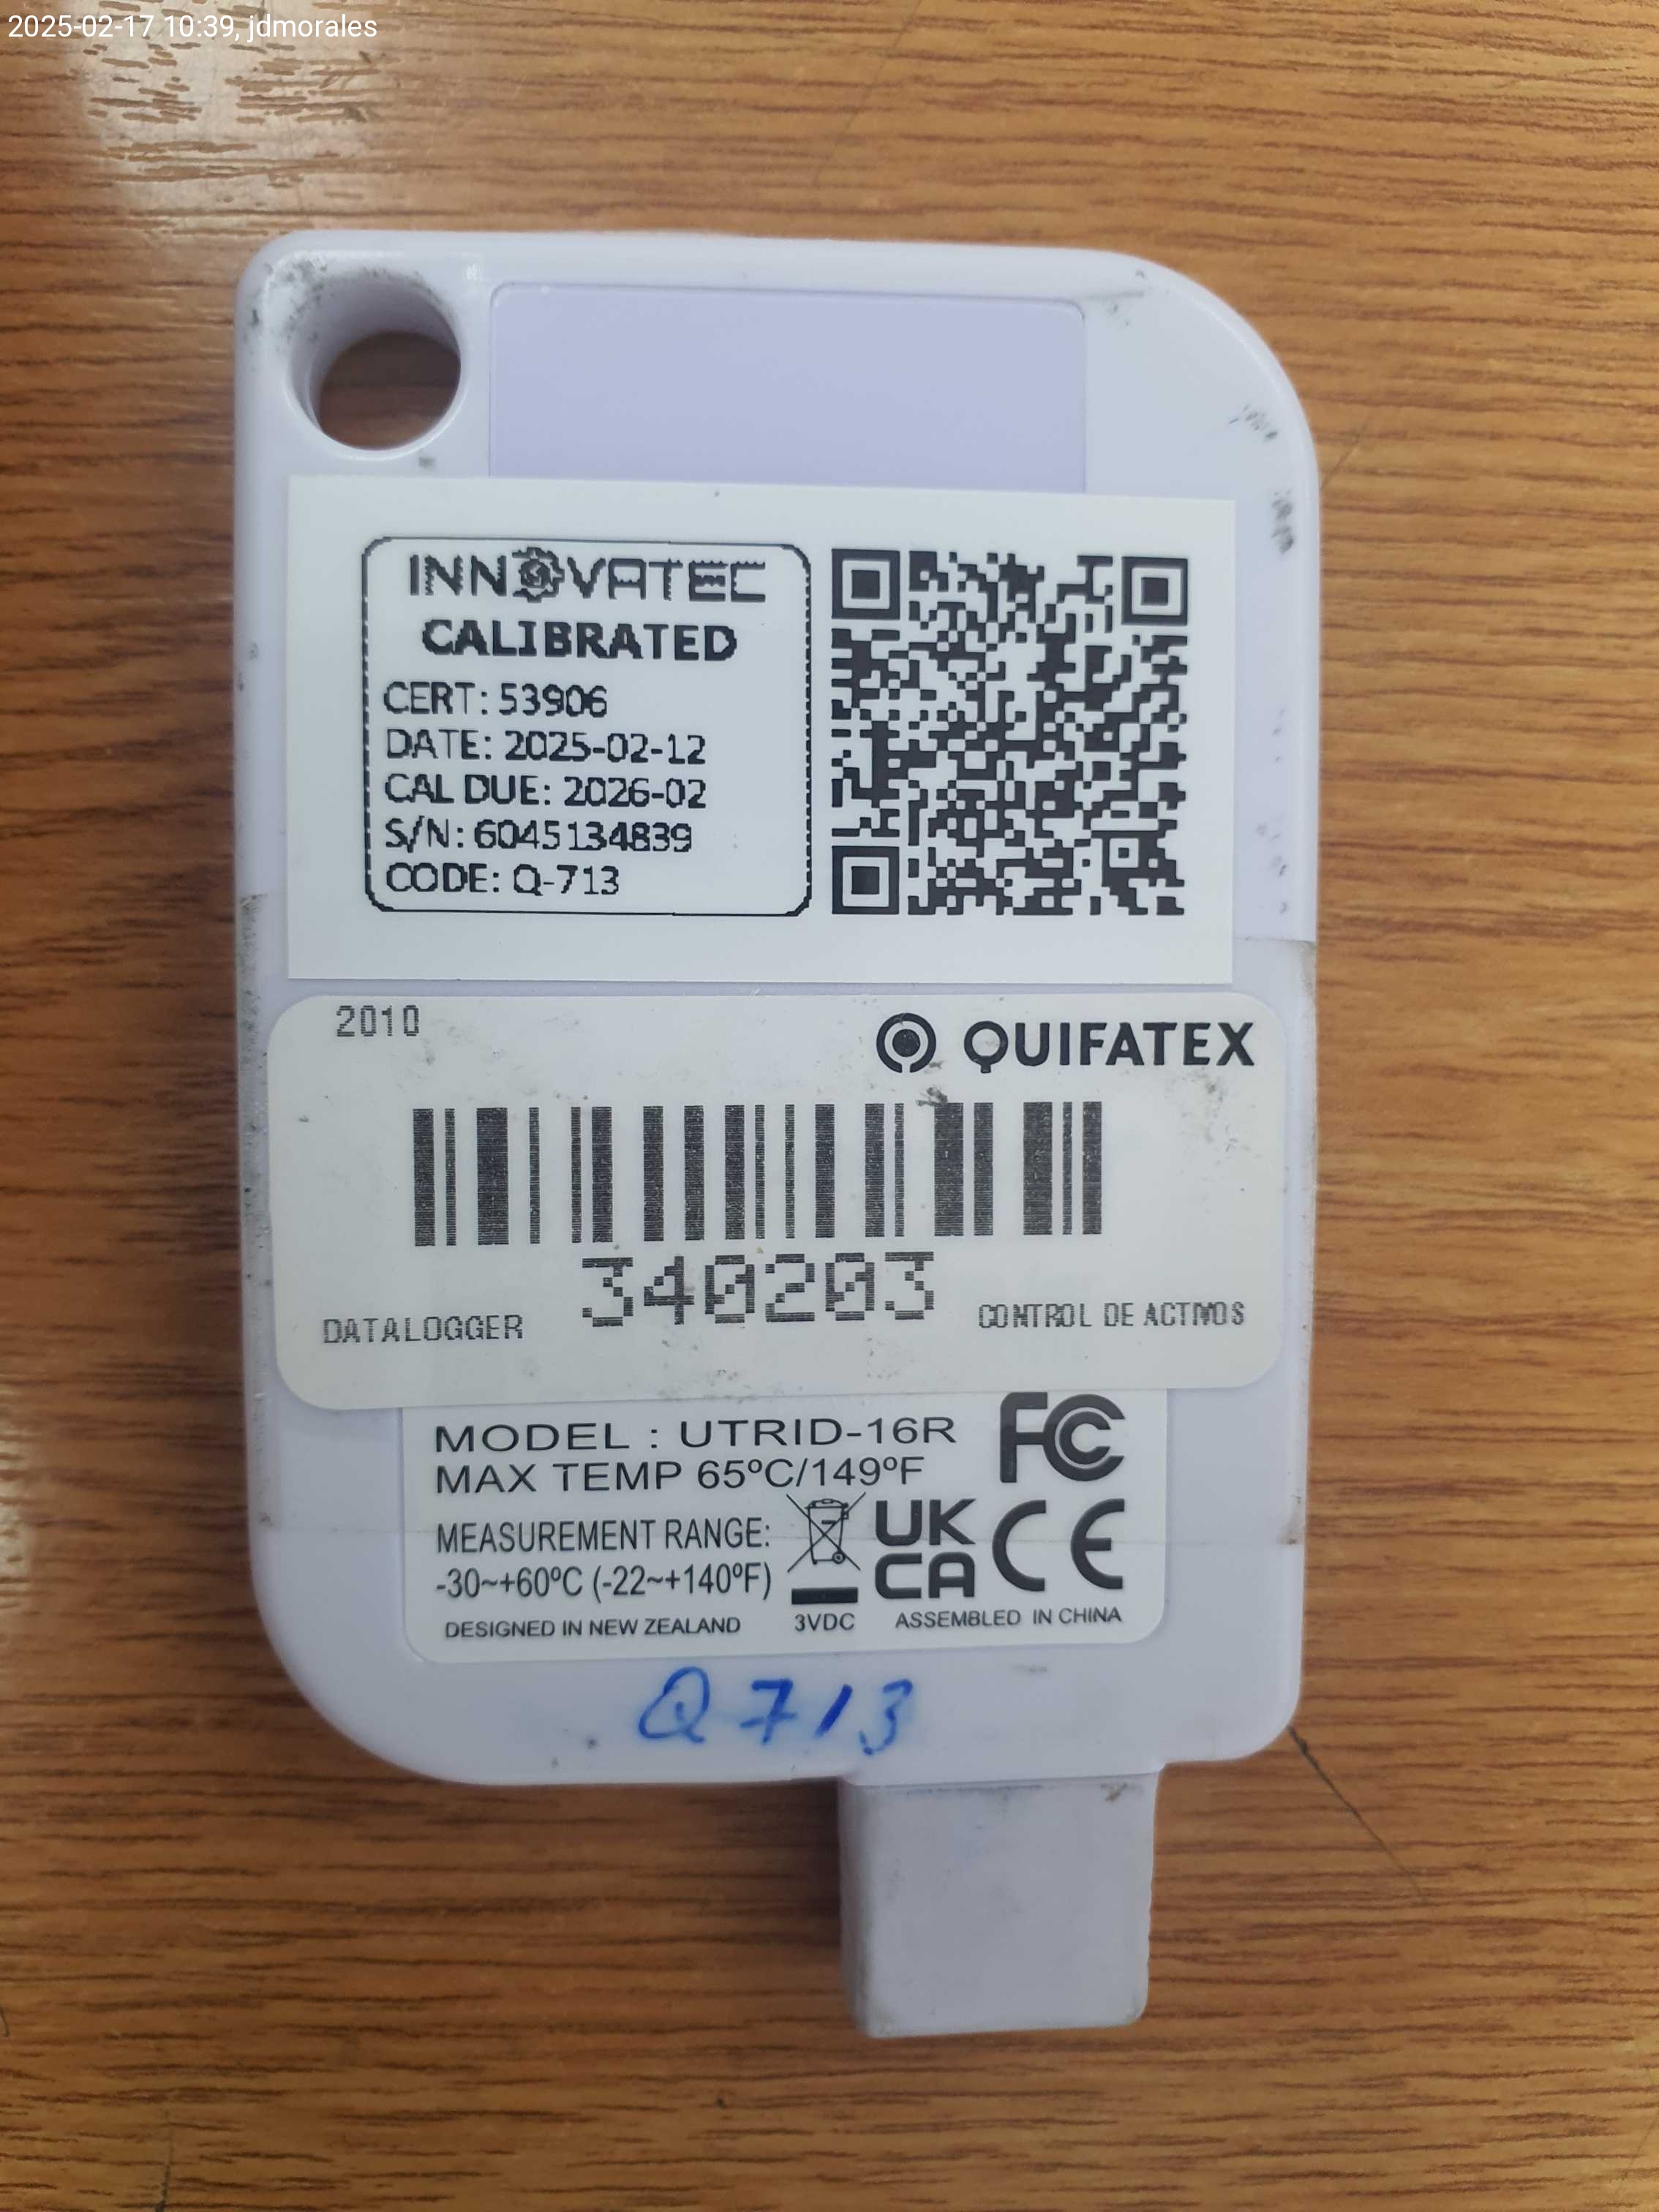 2025-02-17 10:39, jdmorales
INNOVATEC
CALIBRATED
CERT: 53906
DATE: 2025-02-12
CAL DUE: 2026-02
S/N: 6045134839
CODE: Q-713
2010
QUIFATEX
340203
DATALOGGER
CONTROL DE ACTIVOS
MODEL : UTRID-16R
MAX TEMP 65ºC/149ºF
FC
MEASUREMENT RANGE:
-30~+60ºC (-22~+140ºF)
UK
CA
CE
DESIGNED IN NEW ZEALAND
3VDC
ASSEMBLED IN CHINA
Q 713